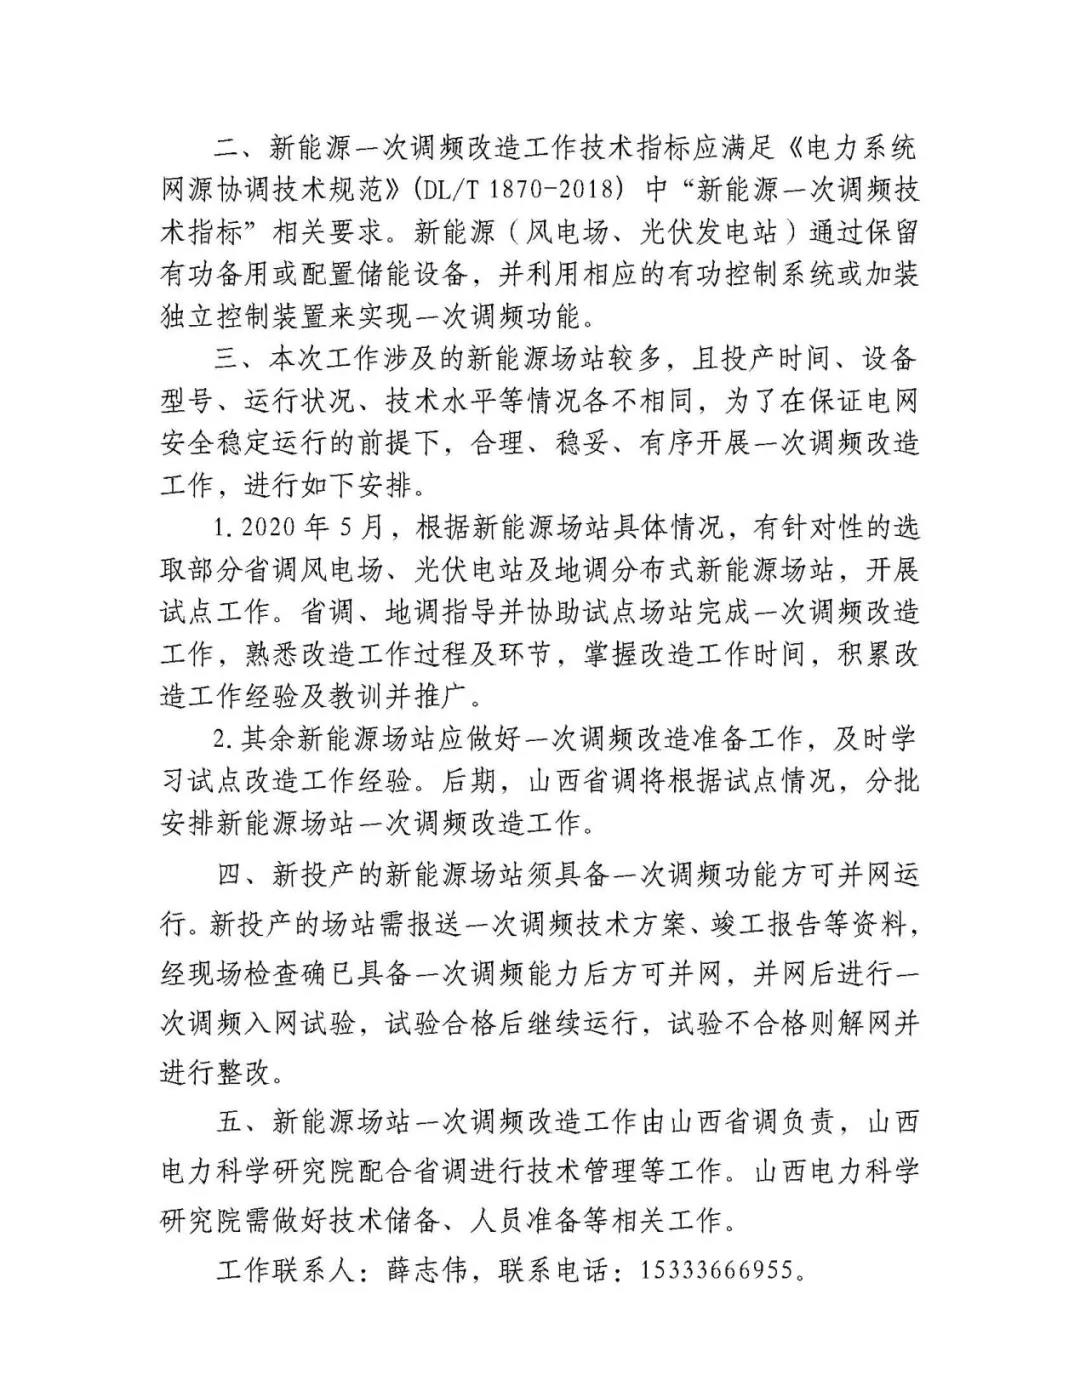 二、新能源一次调频改造工作技术指标应满足《电力系统
网源协调技术规范》(DL/T 1870-2018) 中“新能源一次调频技
术指标”相关要求。新能源（风电场、光伏发电站）通过保留
有功备用或配置储能设备，并利用相应的有功控制系统或加装
独立控制装置来实现一次调频功能。
三、本次工作涉及的新能源场站较多，且投产时间、设备
型号、运行状况、技术水平等情况各不相同，为了在保证电网
安全稳定运行的前提下，合理、稳妥、有序开展一次调频改造
工作，进行如下安排。
1. 2020 年 5 月，根据新能源场站具体情况，有针对性的选
取部分省调风电场、光伏电站及地调分布式新能源场站，开展
试点工作。省调、地调指导并协助试点场站完成一次调频改造
工作，熟悉改造工作过程及环节，掌握改造工作时间，积累改
造工作经验及教训并推广。
2. 其余新能源场站应做好一次调频改造准备工作，及时学
习试点改造工作经验。后期，山西省调将根据试点情况，分批
安排新能源场站一次调频改造工作。
四、新投产的新能源场站须具备一次调频功能方可并网运
行。新投产的场站需报送一次调频技术方案、竣工报告等资料，
经现场检查确已具备一次调频能力后方可并网，并网后进行一
次调频入网试验，试验合格后继续运行，试验不合格则解网并
进行整改。
五、新能源场站一次调频改造工作由山西省调负责，山西
电力科学研究院配合省调进行技术管理等工作。山西电力科学
研究院需做好技术储备、人员准备等相关工作。
工作联系人：薛志伟，联系电话：15333666955。